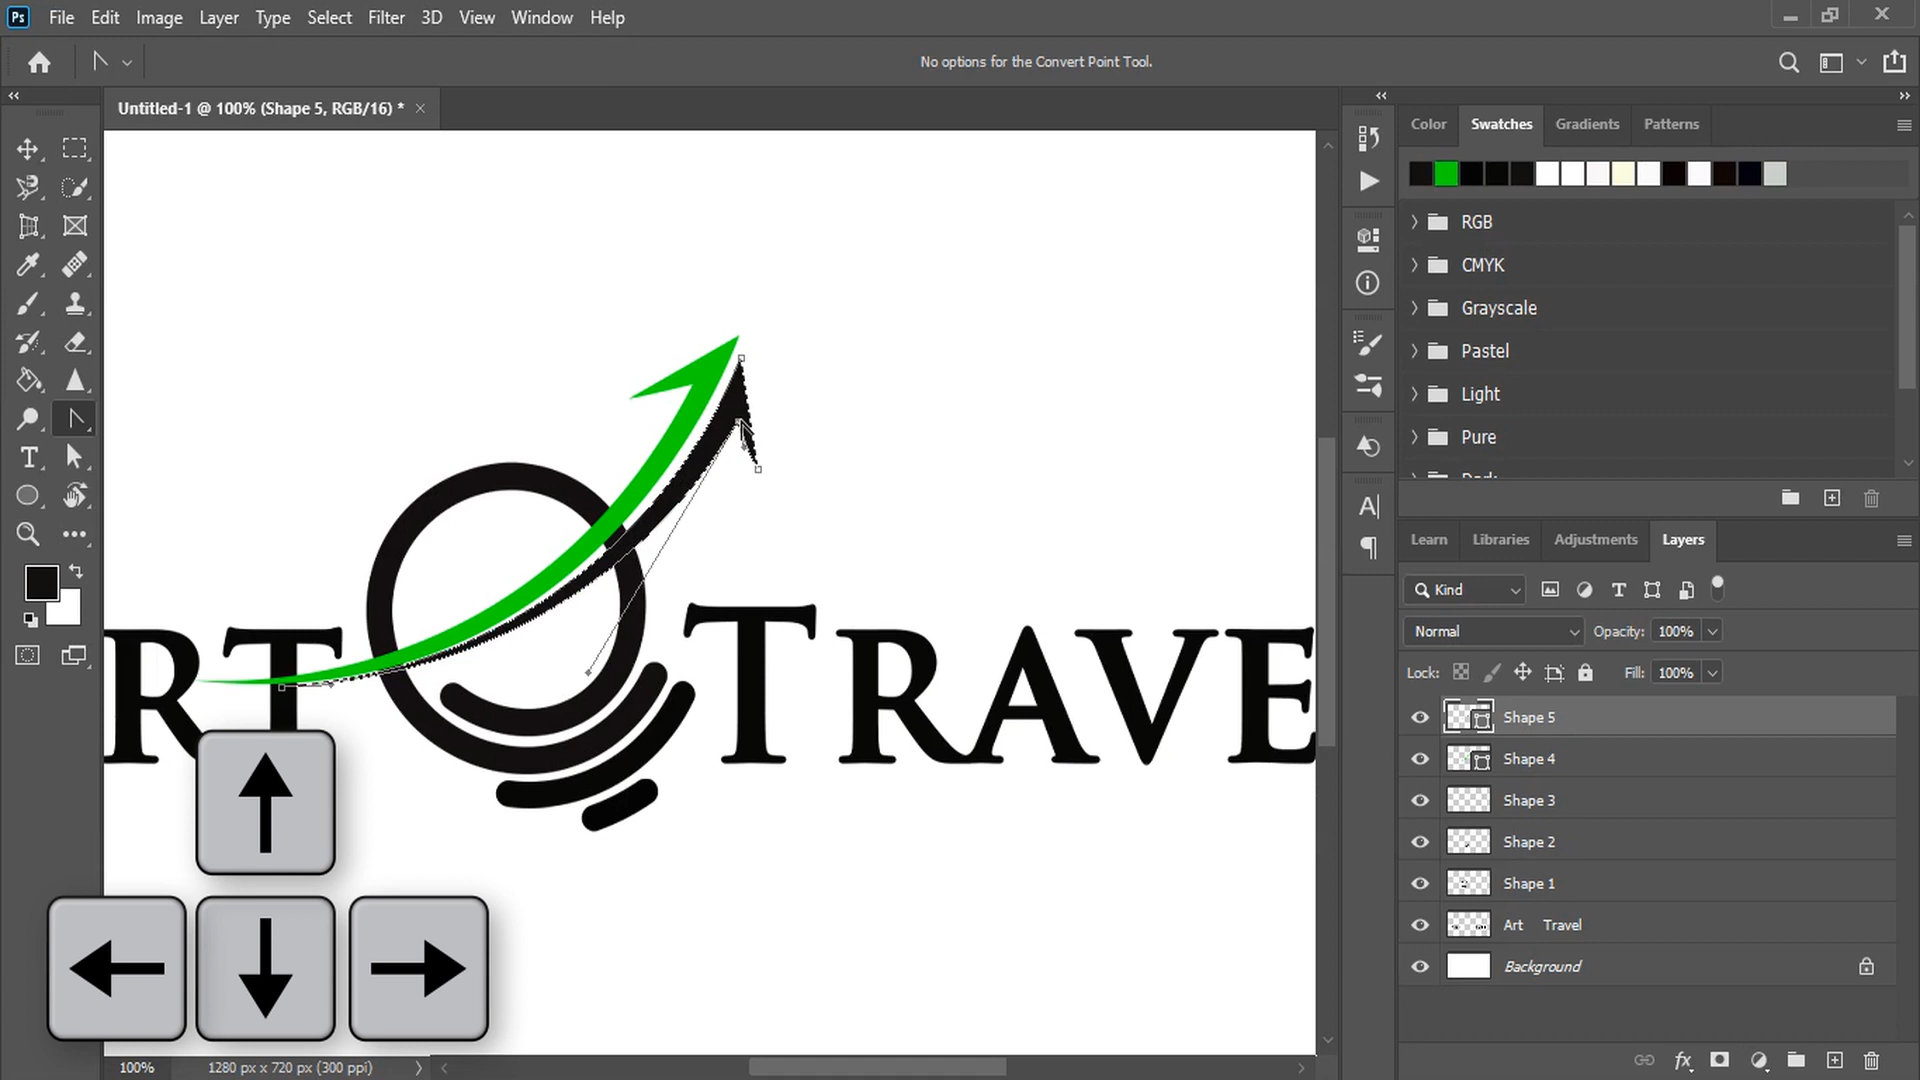 Ps File Edit Image Layer Type Select Filter 3D View Window Help
No options for the Convert Point Tool.
Untitled-1 @ 100% (Shape 5, RGB/16) *
Color Swatches Gradients Patterns
RGB
CMYK
Grayscale
Pastel
Light
Pure
Learn Libraries Adjustments Layers
Kind
Normal Opacity: 100%
Lock: Fill: 100%
Shape 5
Shape 4
Shape 3
Shape 2
Shape 1
Art Travel
Background
RT TRAVE
100% 1280 px x 720 px (300 ppi)